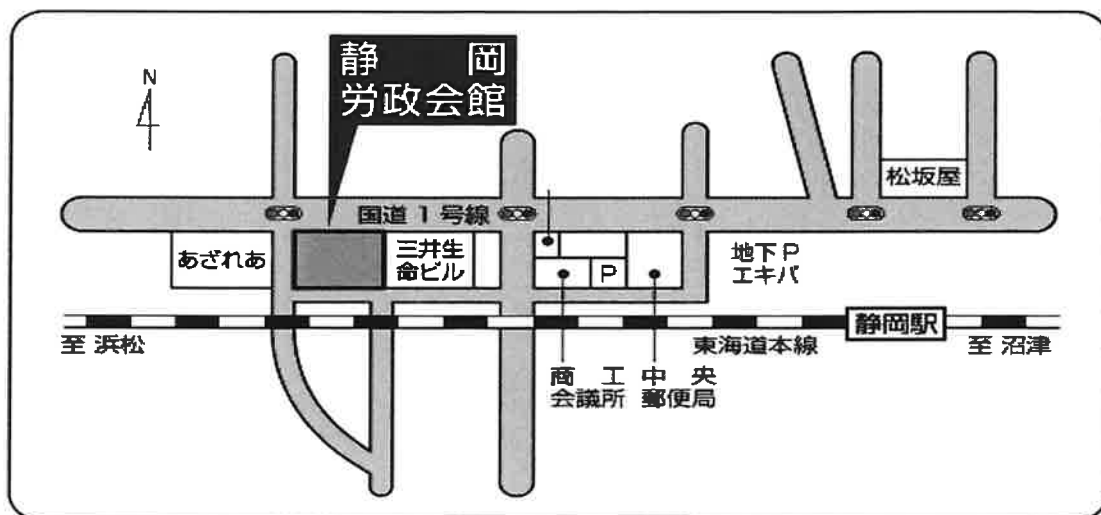 静岡
労政会館
N
松坂屋
国道1号線
あざれあ
三井生
命ビル
P
地下P
エキパ
静岡駅
至 浜松
東海道本線
至 沼津
商工
会議所
中央
郵便局